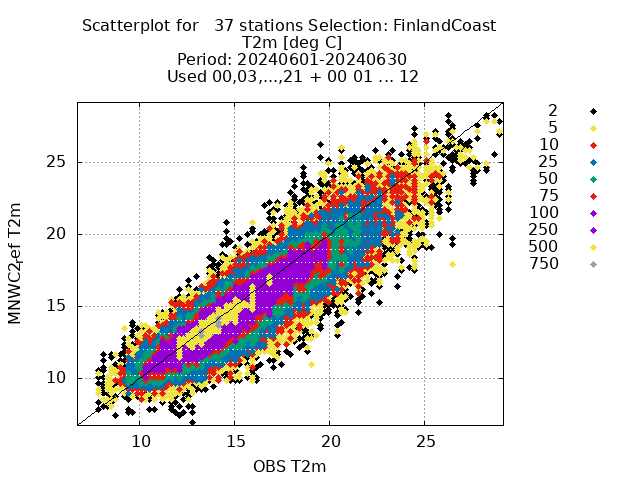 Scatterplot for   37 stations Selection: FinlandCoast
T2m [deg C]
Period: 20240601-20240630
Used 00,03,...,21 + 00 01 ... 12
2
5
10
25
50
75
100
250
500
750
25
20
15
10
MNWC2ref T2m
10 15 20 25
OBS T2m